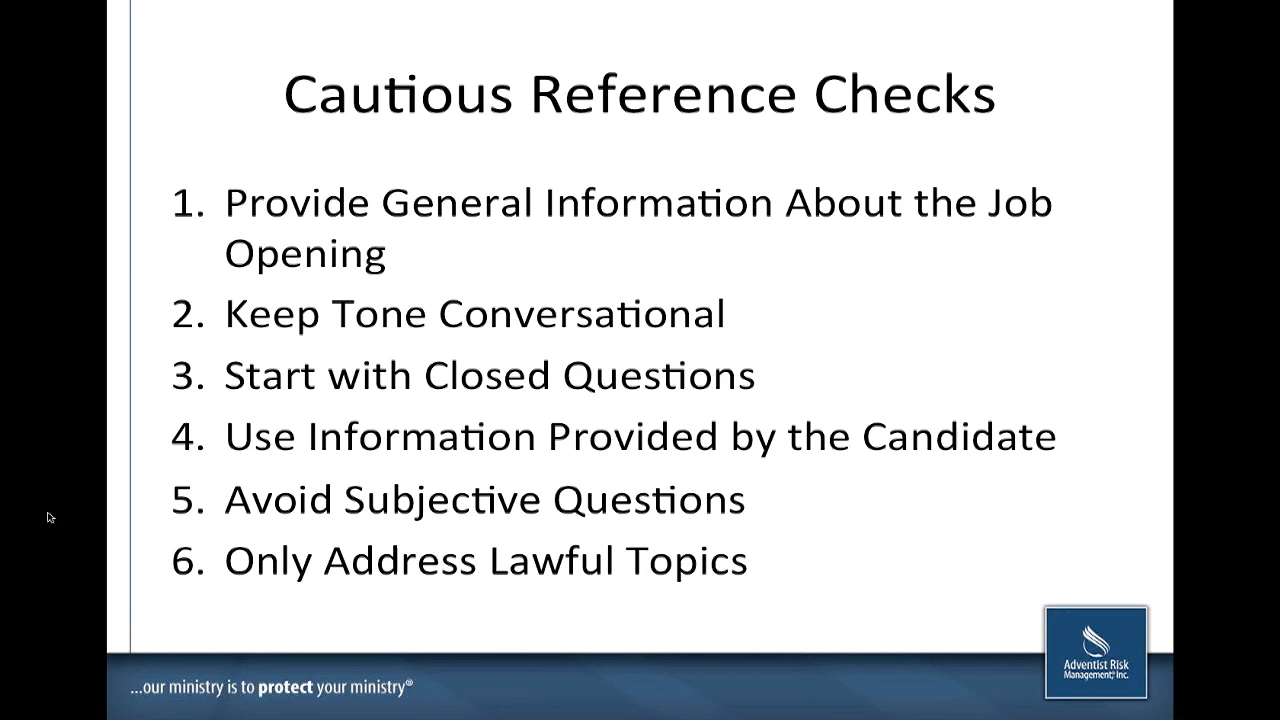 Cautious Reference Checks
1. Provide General Information About the Job
Opening
2. Keep Tone Conversational
3. Start with Closed Questions
4. Use Information Provided by the Candidate
5. Avoid Subjective Questions
6. Only Address Lawful Topics
...our ministry is to protect your ministry®
Adventist Risk
Management, Inc.